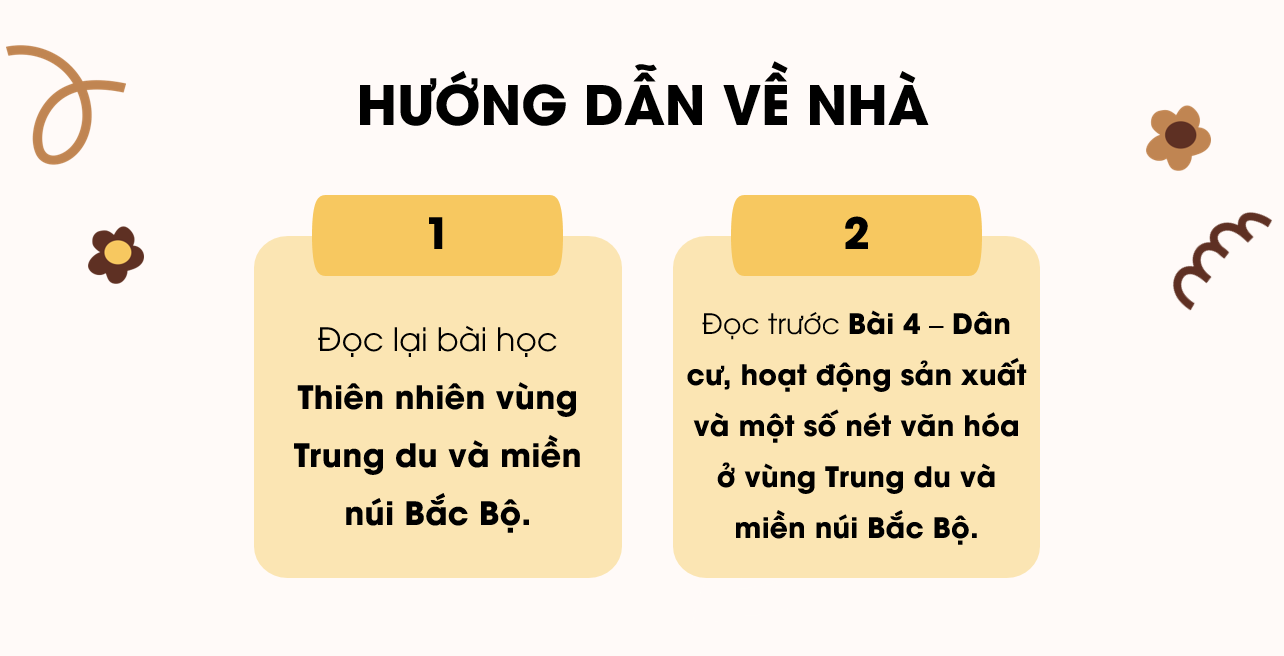 HƯỚNG DẪN VỀ NHÀ
1
Đọc lại bài học
Thiên nhiên vùng
Trung du và miền
núi Bắc Bộ.
2
Đọc trước Bài 4 – Dân
cư, hoạt động sản xuất
và một số nét văn hóa
ở vùng Trung du và
miền núi Bắc Bộ.